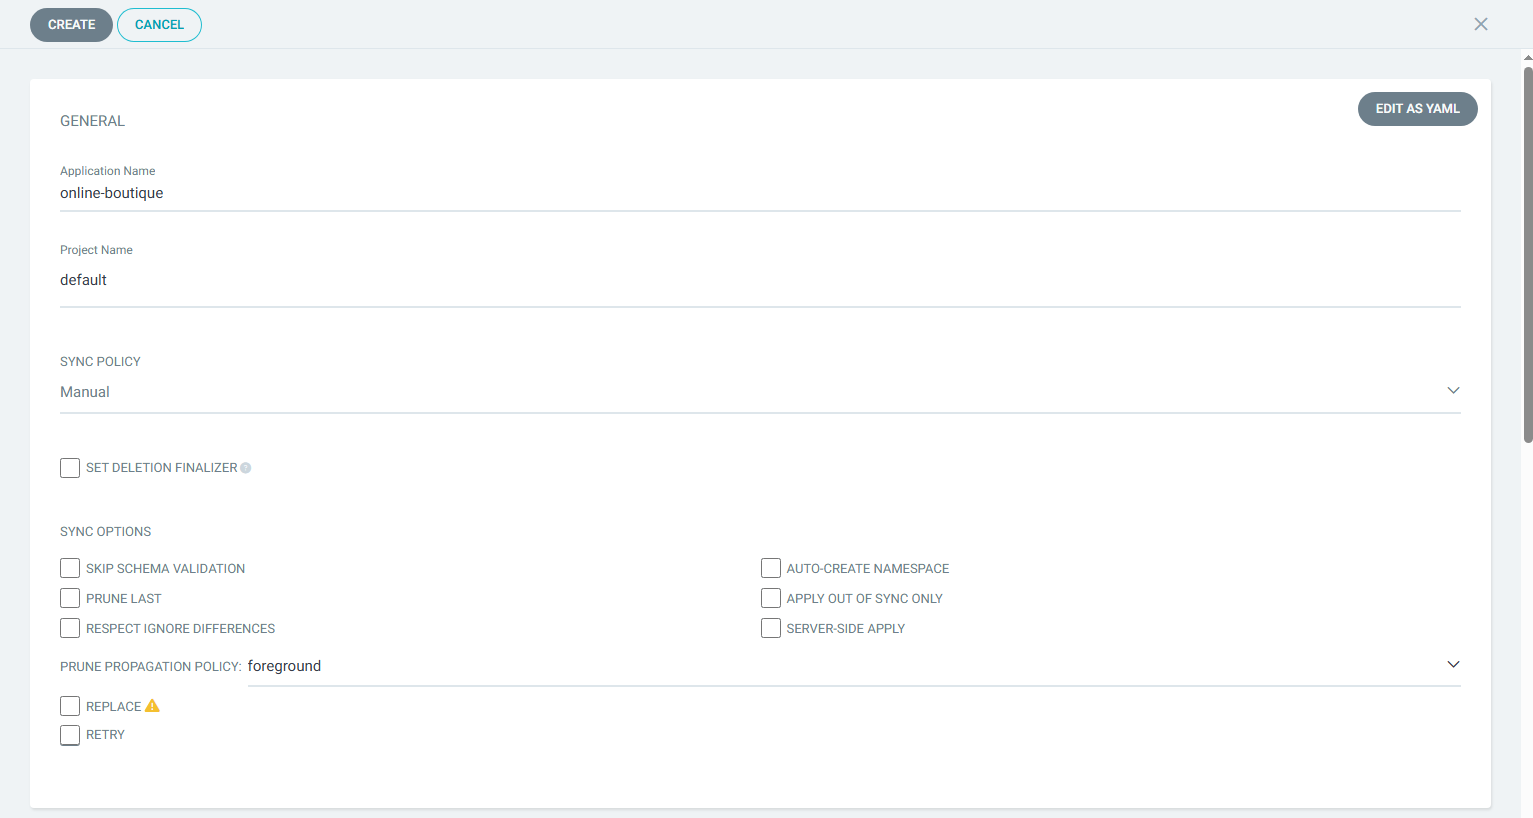 CREATE CANCEL
EDIT AS YAML
GENERAL
Application Name
online-boutique
Project Name
default
SYNC POLICY
Manual
SET DELETION FINALIZER ?
SYNC OPTIONS
SKIP SCHEMA VALIDATION AUTO-CREATE NAMESPACE
PRUNE LAST APPLY OUT OF SYNC ONLY
RESPECT IGNORE DIFFERENCES SERVER-SIDE APPLY
PRUNE PROPAGATION POLICY: foreground
REPLACE
RETRY